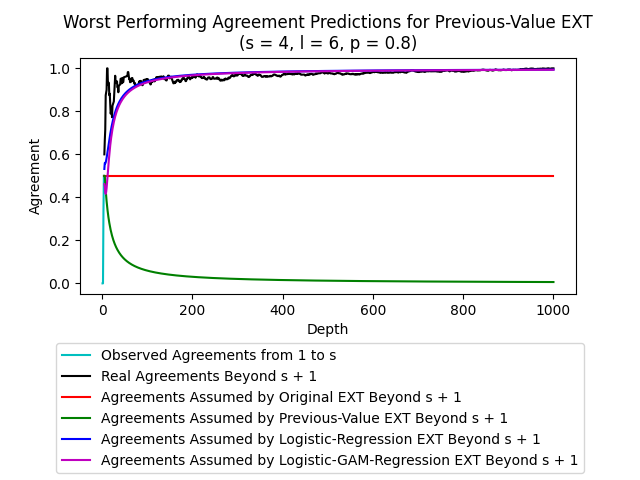 Worst Performing Agreement Predictions for Previous-Value EXT
(s = 4, l = 6, p = 0.8)
1.0
0.8
0.6
0.4
0.2
0.0
Agreement
0
200
400
600
800
1000
Depth
Observed Agreements from 1 to s
Real Agreements Beyond s + 1
Agreements Assumed by Original EXT Beyond s + 1
Agreements Assumed by Previous-Value EXT Beyond s + 1
Agreements Assumed by Logistic-Regression EXT Beyond s + 1
Agreements Assumed by Logistic-GAM-Regression EXT Beyond s + 1